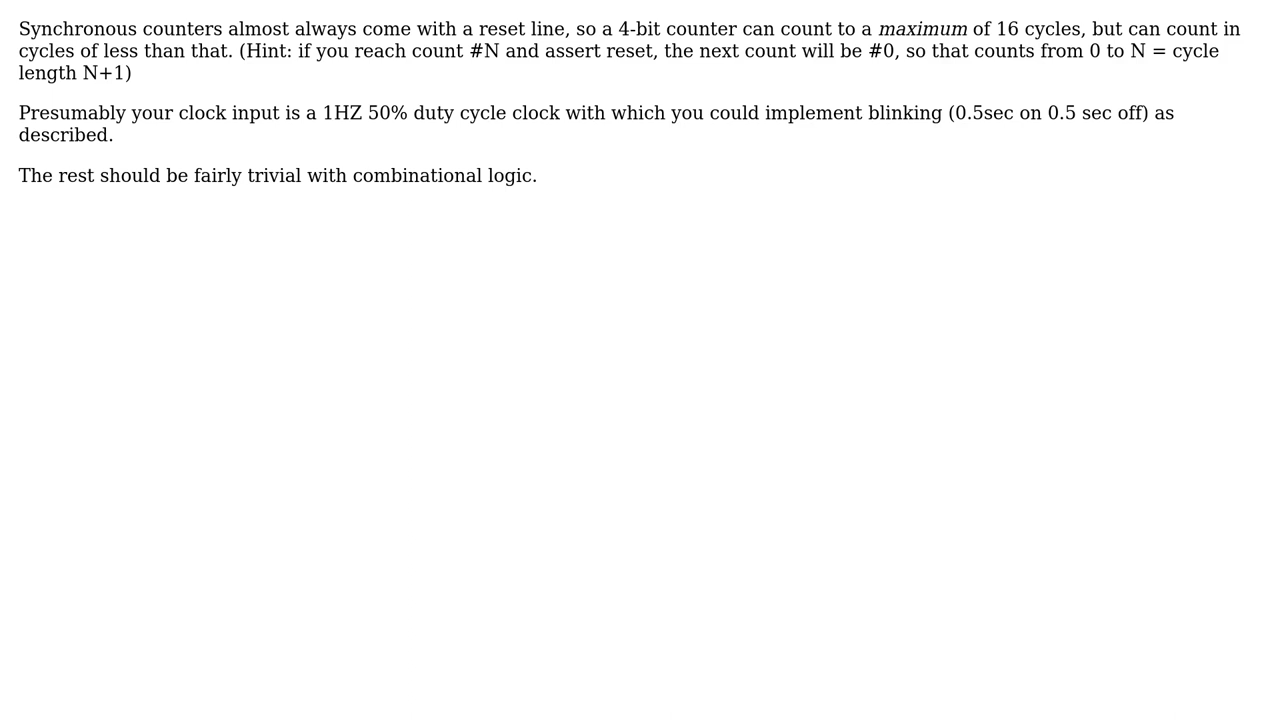 Synchronous counters almost always come with a reset line, so a 4-bit counter can count to a maximum of 16 cycles, but can count in
cycles of less than that. (Hint: if you reach count #N and assert reset, the next count will be #0, so that counts from 0 to N = cycle
length N+1)
Presumably your clock input is a 1HZ 50% duty cycle clock with which you could implement blinking (0.5sec on 0.5 sec off) as
described.
The rest should be fairly trivial with combinational logic.